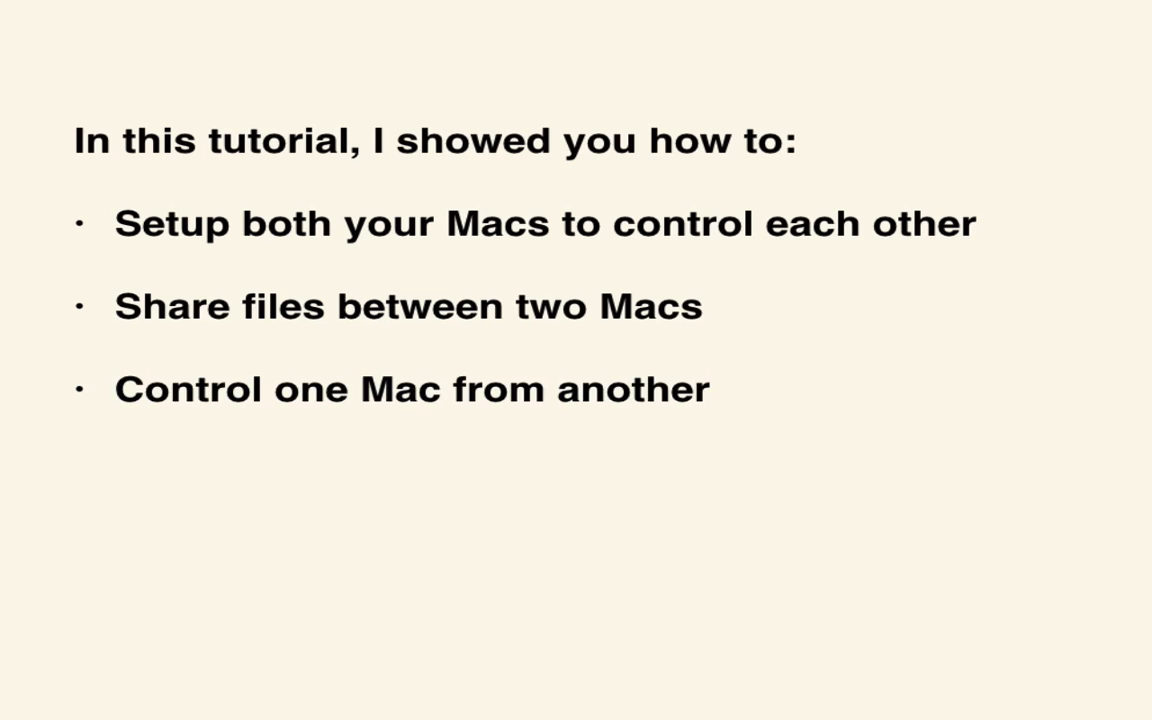 In this tutorial, I showed you how to:
· Setup both your Macs to control each other
· Share files between two Macs
· Control one Mac from another